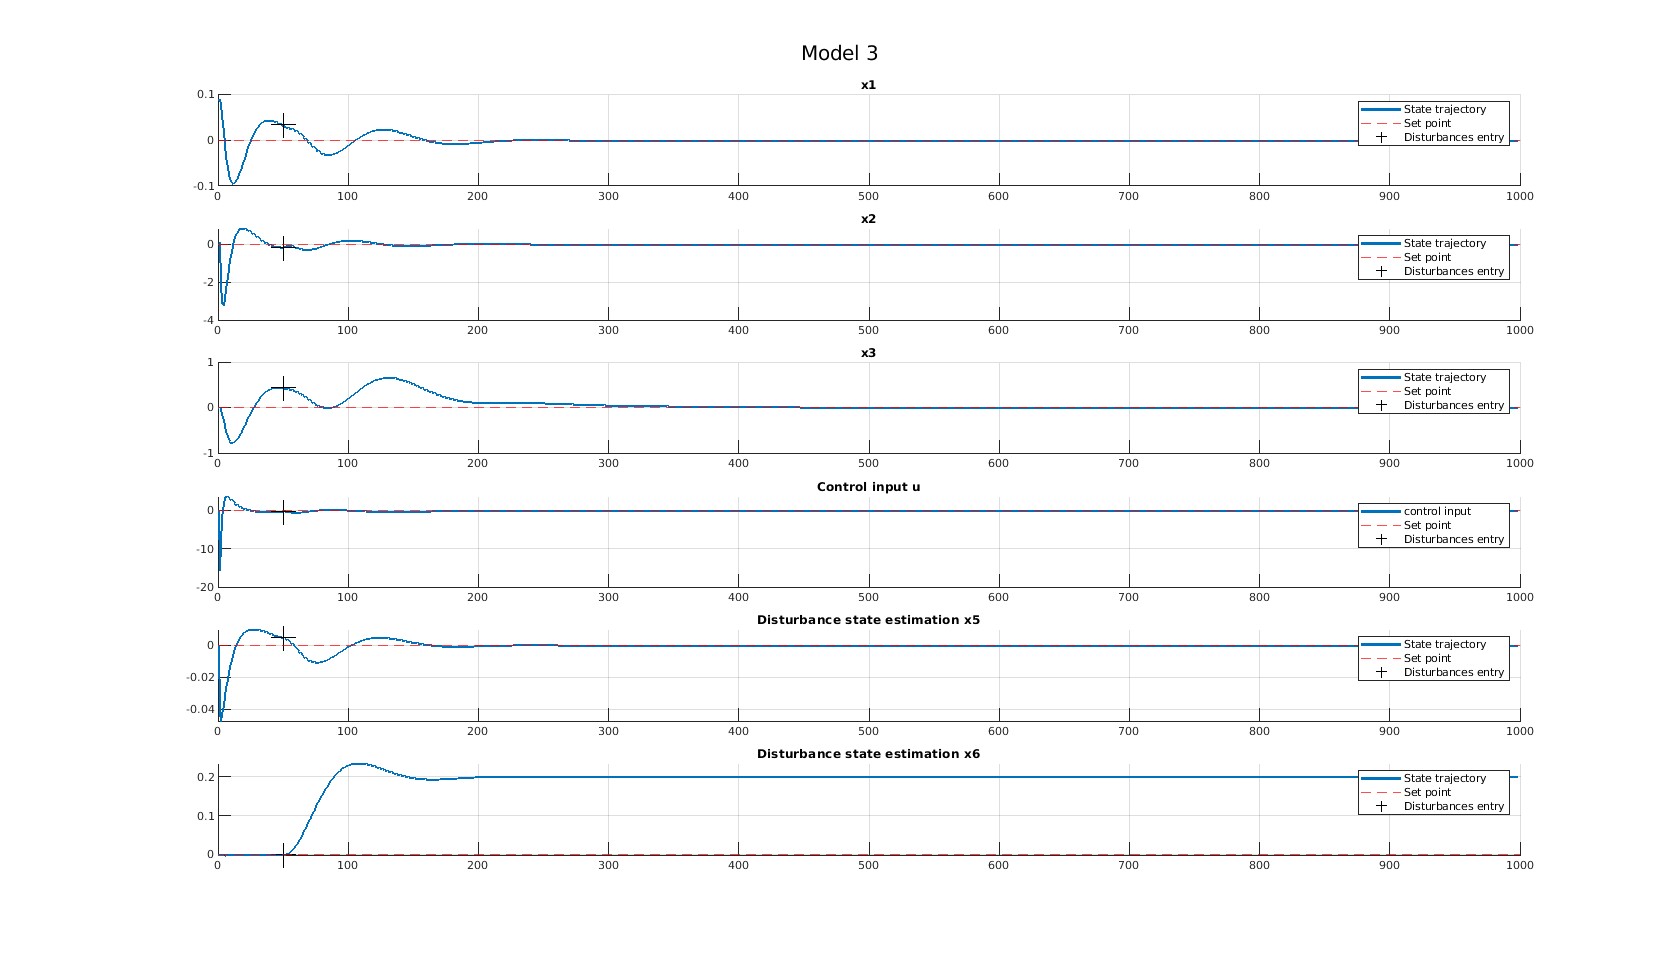 Model 3
x1
0.1
0
-0.1
0 100 200 300 400 500 600 700 800 900 1000
State trajectory
Set point
Disturbances entry
x2
0
-2
-4
0 100 200 300 400 500 600 700 800 900 1000
State trajectory
Set point
Disturbances entry
x3
1
0
-1
0 100 200 300 400 500 600 700 800 900 1000
State trajectory
Set point
Disturbances entry
Control input u
0
-10
-20
0 100 200 300 400 500 600 700 800 900 1000
control input
Set point
Disturbances entry
Disturbance state estimation x5
0
-0.02
-0.04
0 100 200 300 400 500 600 700 800 900 1000
State trajectory
Set point
Disturbances entry
Disturbance state estimation x6
0.2
0.1
0
0 100 200 300 400 500 600 700 800 900 1000
State trajectory
Set point
Disturbances entry